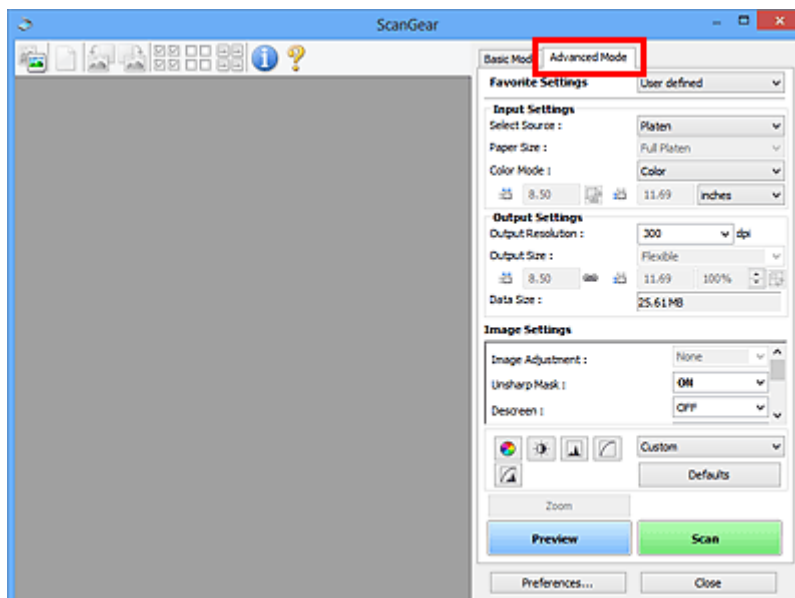 ScanGear
Basic Mod Advanced Mode
Favorite Settings User defined
Input Settings
Select Source : Platen
Paper Size : Full Platen
Color Mode : Color
8.50 11.69 inches
Output Settings
Output Resolution : 300 dpi
Output Size : Flexible
8.50 11.69 100%
Data Size : 25.61MB
Image Settings
Image Adjustment : None
Unsharp Mask : ON
Descreen : OFF
Custom
Defaults
Zoom
Preview Scan
Preferences... Close